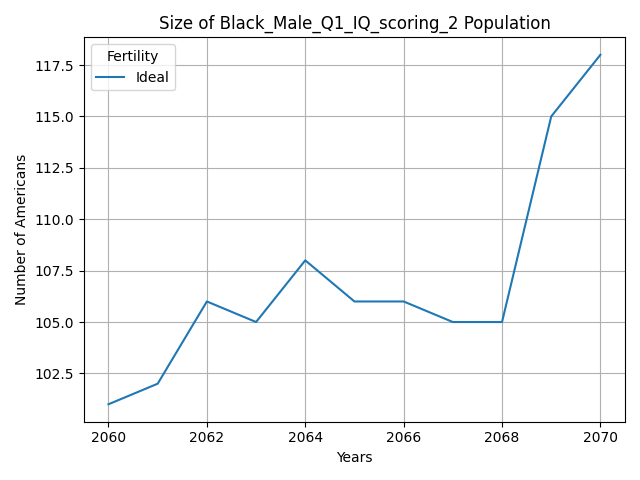 Size of Black_Male_Q1_IQ_scoring_2 Population
Fertility
Ideal
Number of Americans
117.5
115.0
112.5
110.0
107.5
105.0
102.5
2060
2062
2064
2066
2068
2070
Years